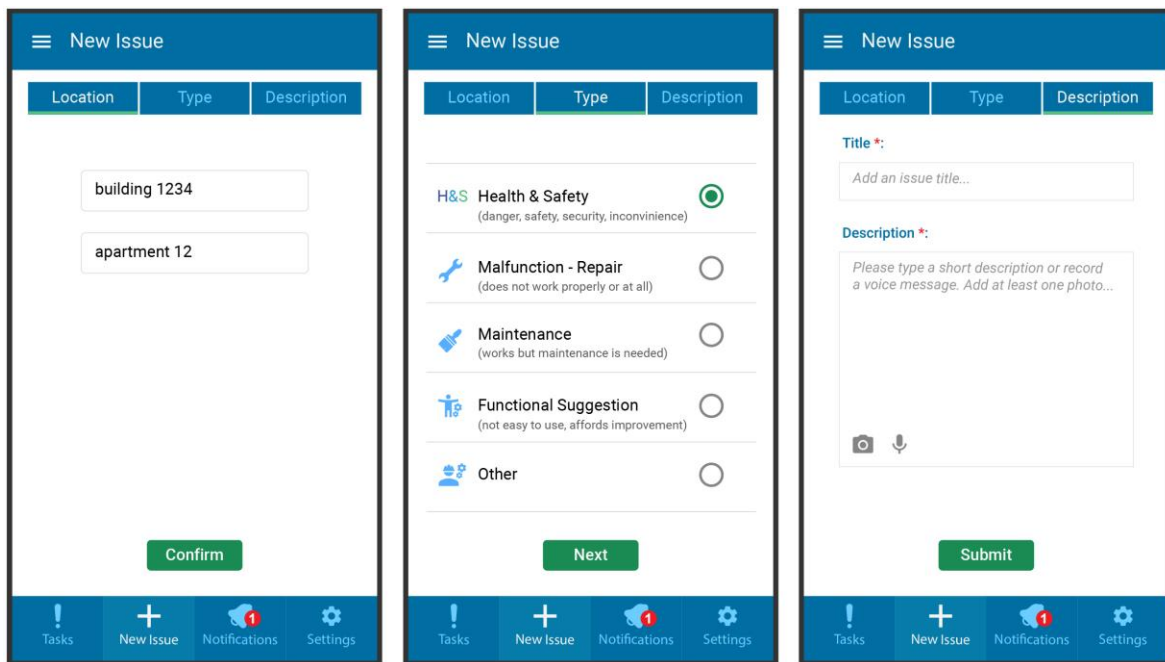 New Issue
Location Type Description
building 1234
apartment 12
Confirm
Tasks New Issue Notifications 1 Settings
New Issue
Location Type Description
H&S Health & Safety
(danger, safety, security, inconvinience)
Malfunction - Repair
(does not work properly or at all)
Maintenance
(works but maintenance is needed)
Functional Suggestion
(not easy to use, affords improvement)
Other
Next
Tasks New Issue Notifications 1 Settings
New Issue
Location Type Description
Title *:
Add an issue title...
Description *:
Please type a short description or record
a voice message. Add at least one photo...
Submit
Tasks New Issue Notifications 1 Settings